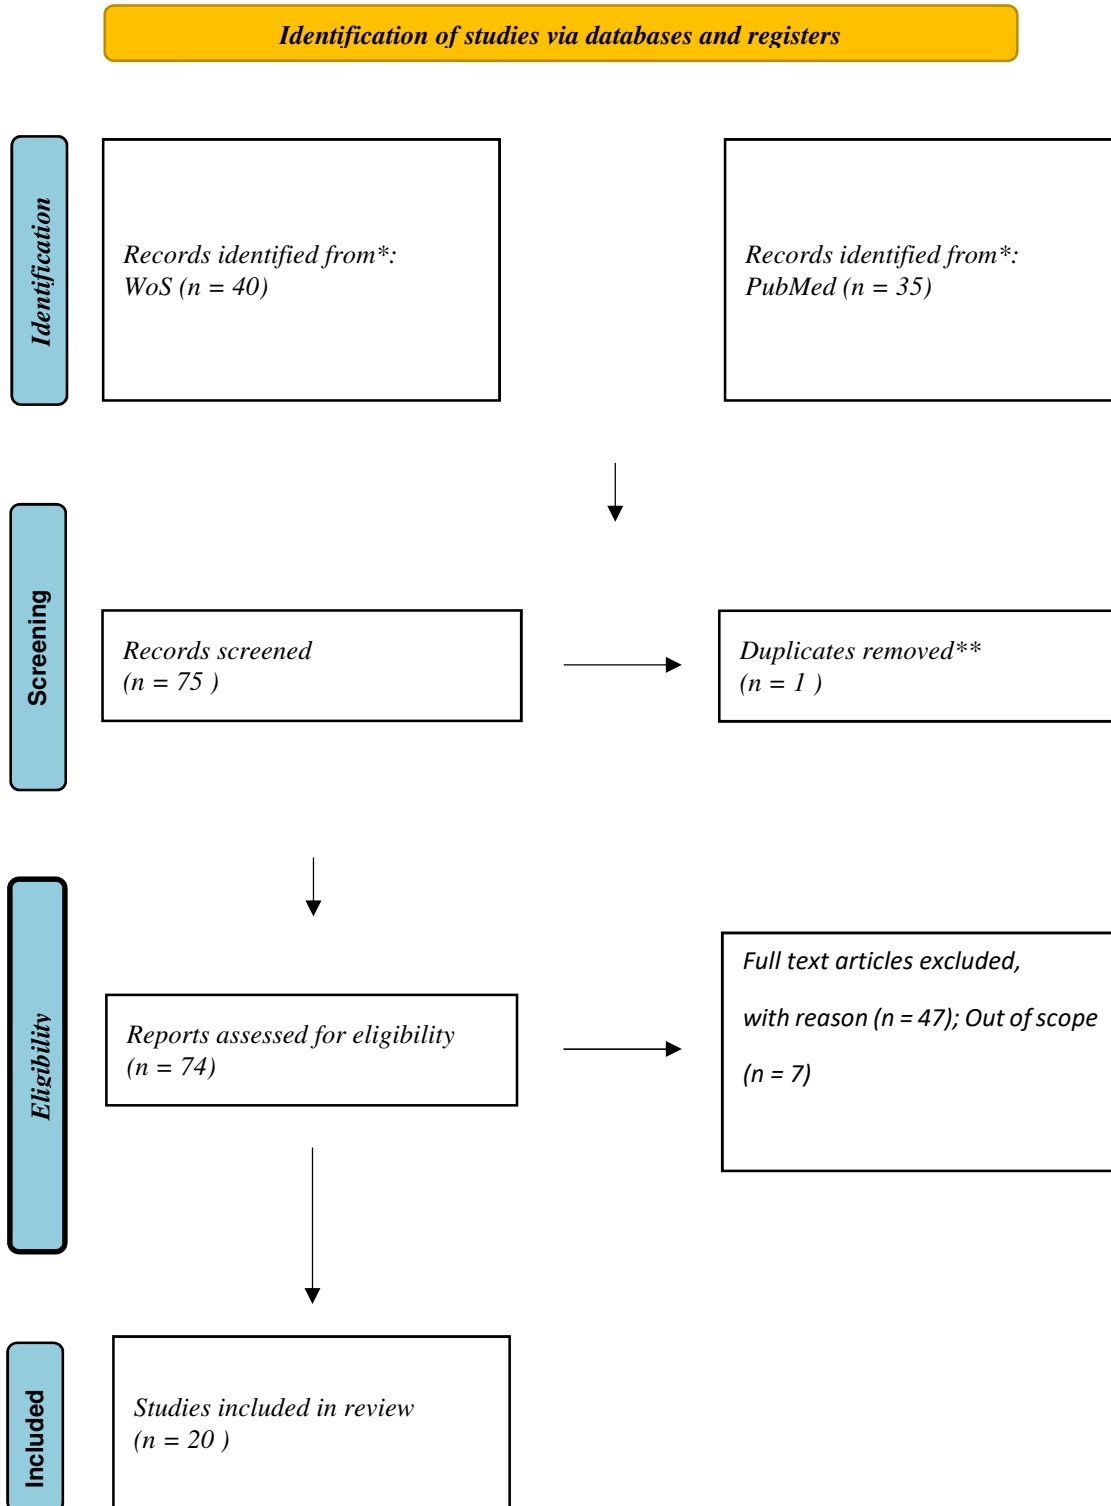 Identification of studies via databases and registers
Identification
Records identified from*:
WoS (n = 40)
Records identified from*:
PubMed (n = 35)
Screening
Records screened
(n = 75 )
Duplicates removed**
(n = 1 )
Eligibility
Reports assessed for eligibility
(n = 74)
Full text articles excluded,
with reason (n = 47); Out of scope
(n = 7)
Included
Studies included in review
(n = 20 )